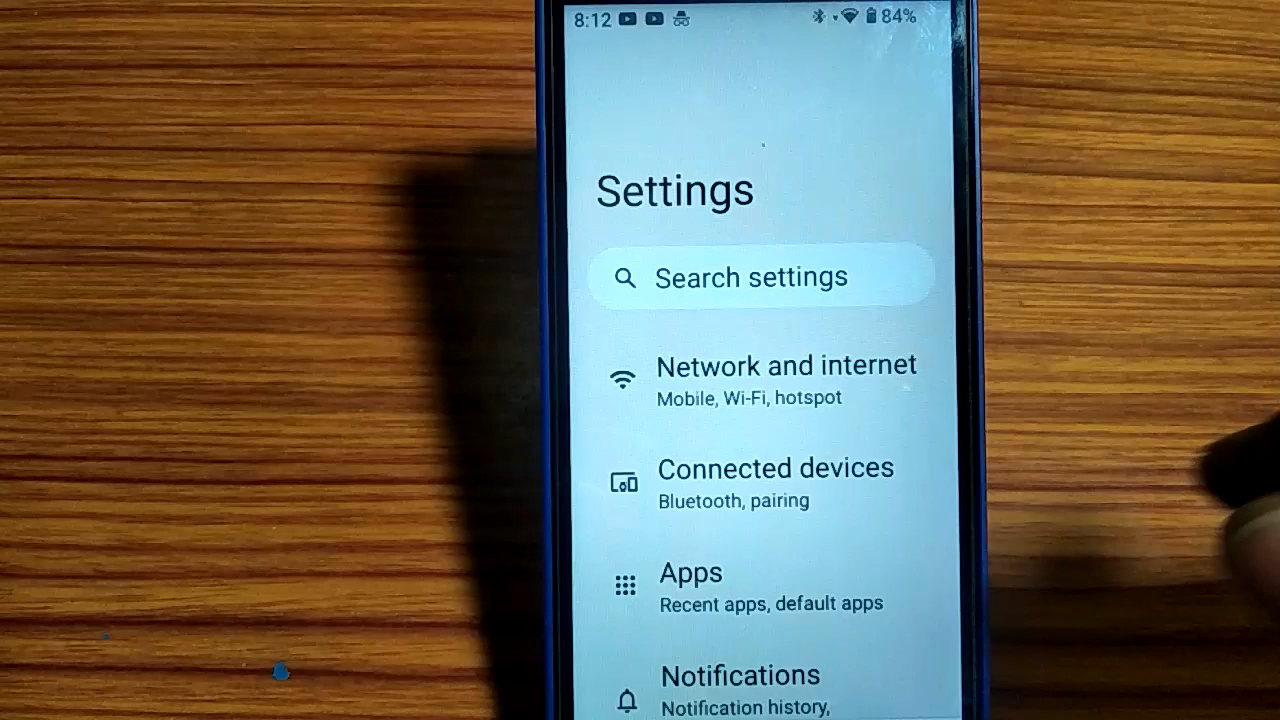 8:12 84%
Settings
Search settings
Network and internet
Mobile, Wi-Fi, hotspot
Connected devices
Bluetooth, pairing
Apps
Recent apps, default apps
Notifications
Notification history,